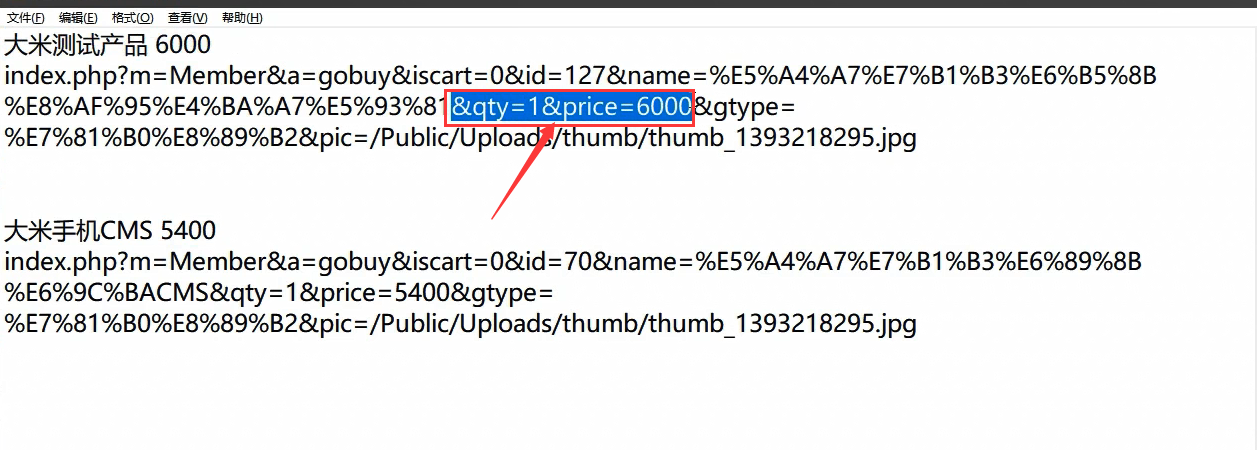 文件(F) 编辑(E) 格式(O) 查看(V) 帮助(H)
大米测试产品 6000
index.php?m=Member&a=gobuy&iscart=0&id=127&name=%E5%A4%A7%E7%B1%B3%E6%B5%8B
%E8%AF%95%E4%BA%A7%E5%93%81&qty=1&price=6000&gtype=
%E7%81%B0%E8%89%B2&pic=/Public/Uploads/thumb/thumb_1393218295.jpg
大米手机CMS 5400
index.php?m=Member&a=gobuy&iscart=0&id=70&name=%E5%A4%A7%E7%B1%B3%E6%89%8B
%E6%9C%BACMS&qty=1&price=5400&gtype=
%E7%81%B0%E8%89%B2&pic=/Public/Uploads/thumb/thumb_1393218295.jpg